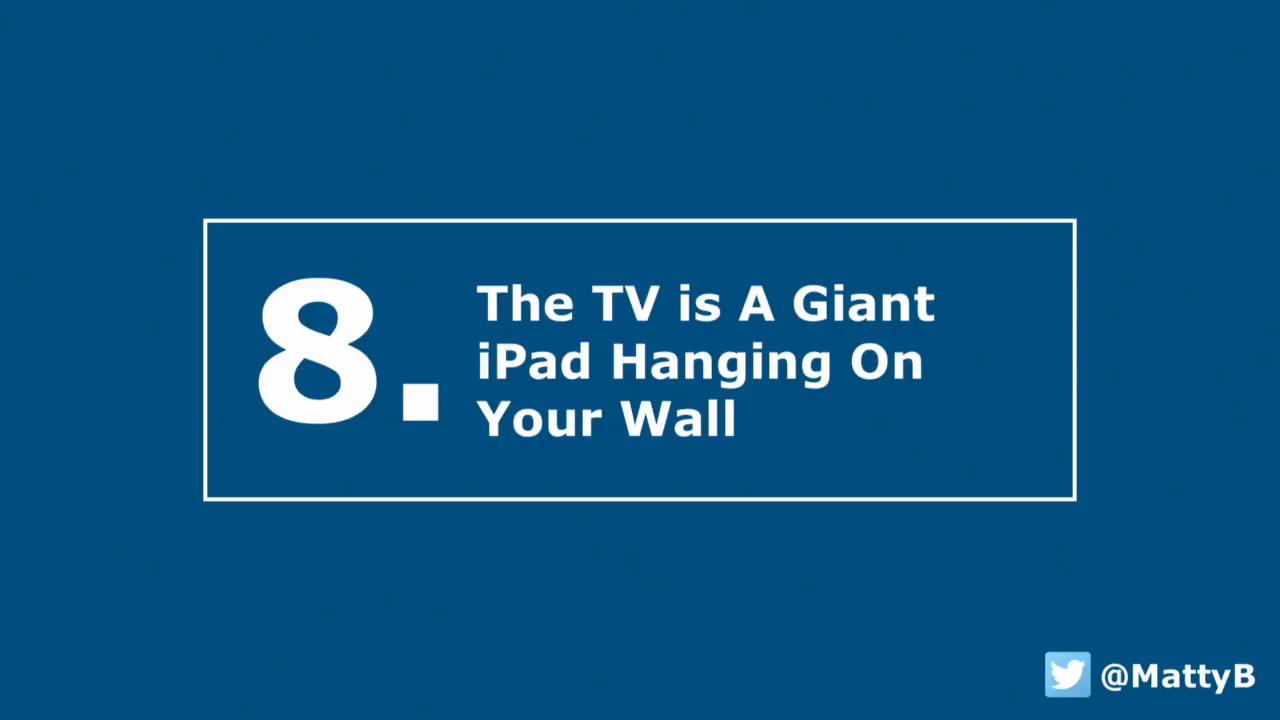 8.
The TV is A Giant
iPad Hanging On
Your Wall
@MattyB